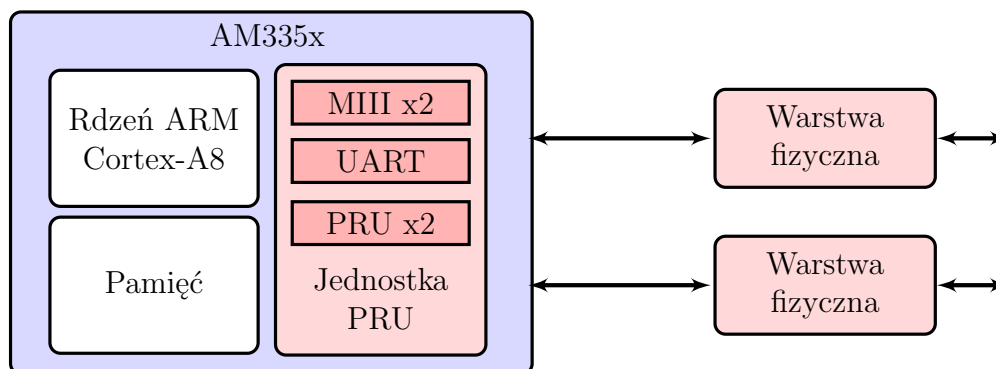 AM335x
Rdzeń ARM
Cortex-A8
Pamięć
MIII x2
UART
PRU x2
Jednostka
PRU
Warstwa
fizyczna
Warstwa
fizyczna